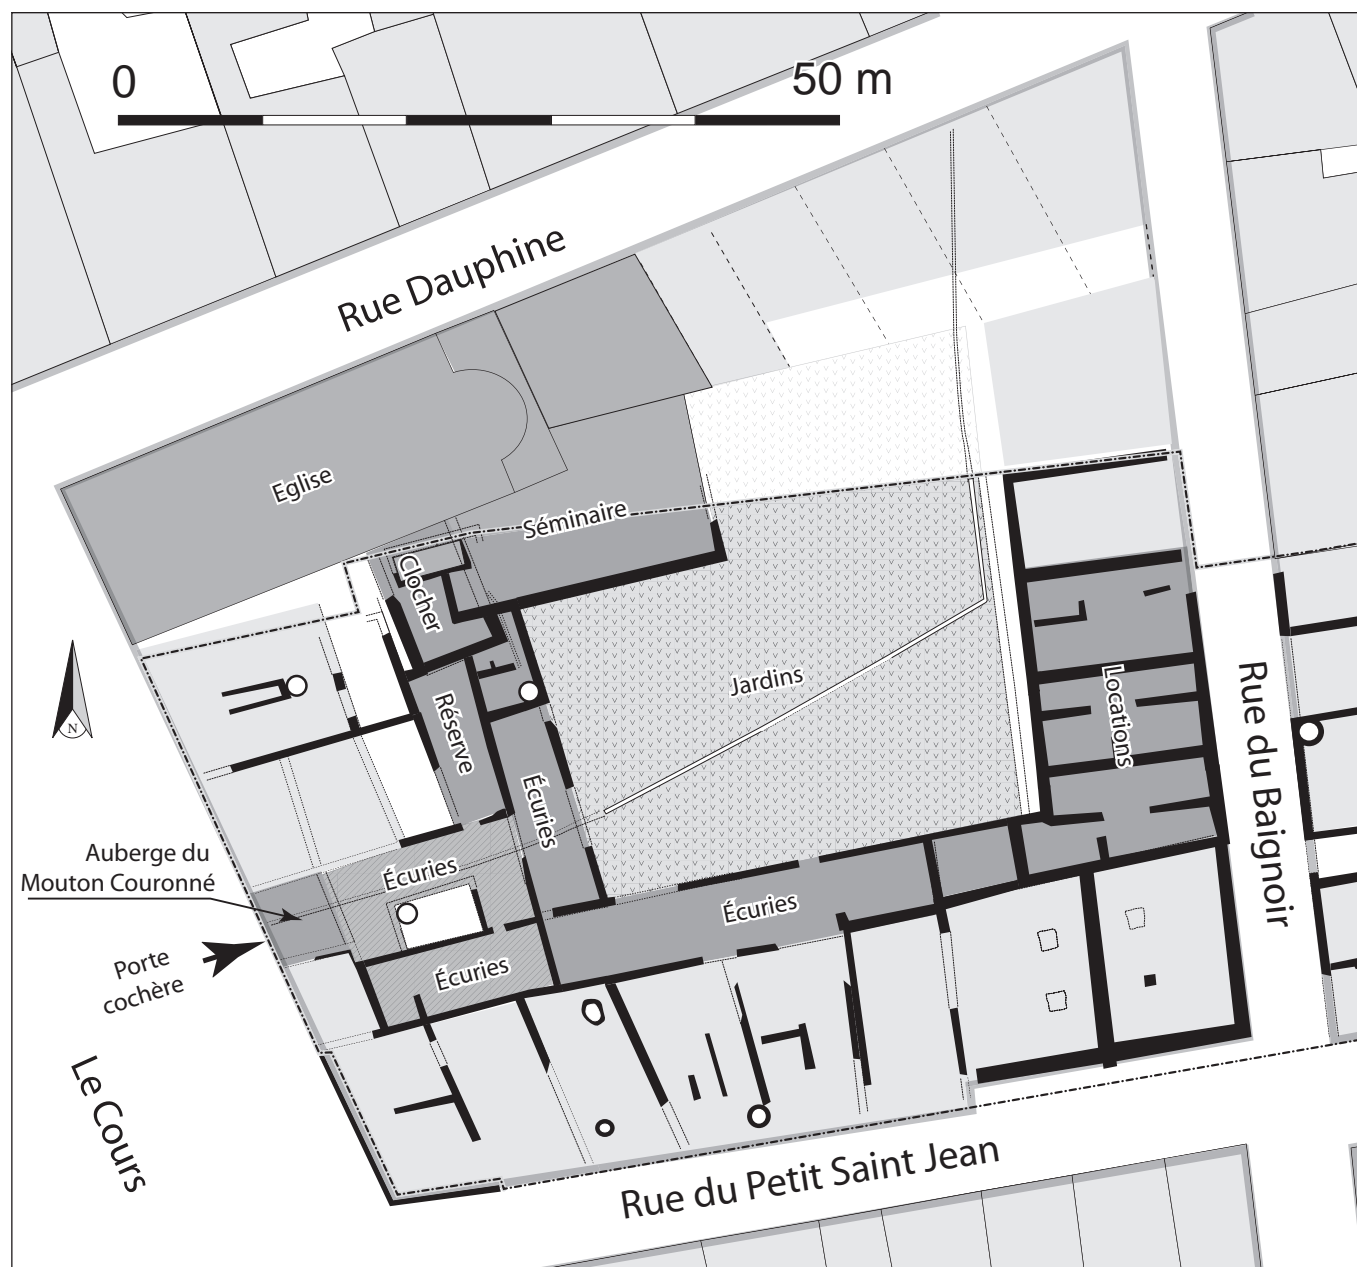 0
50 m
Rue Dauphine
Eglise
Séminaire
Clocher
Réserve
Jardins
Locations
Rue du Baignoir
Écuries
Écuries
Écuries
Écuries
N
Auberge du
Mouton Couronné
Porte
cochère
Le Cours
Rue du Petit Saint Jean